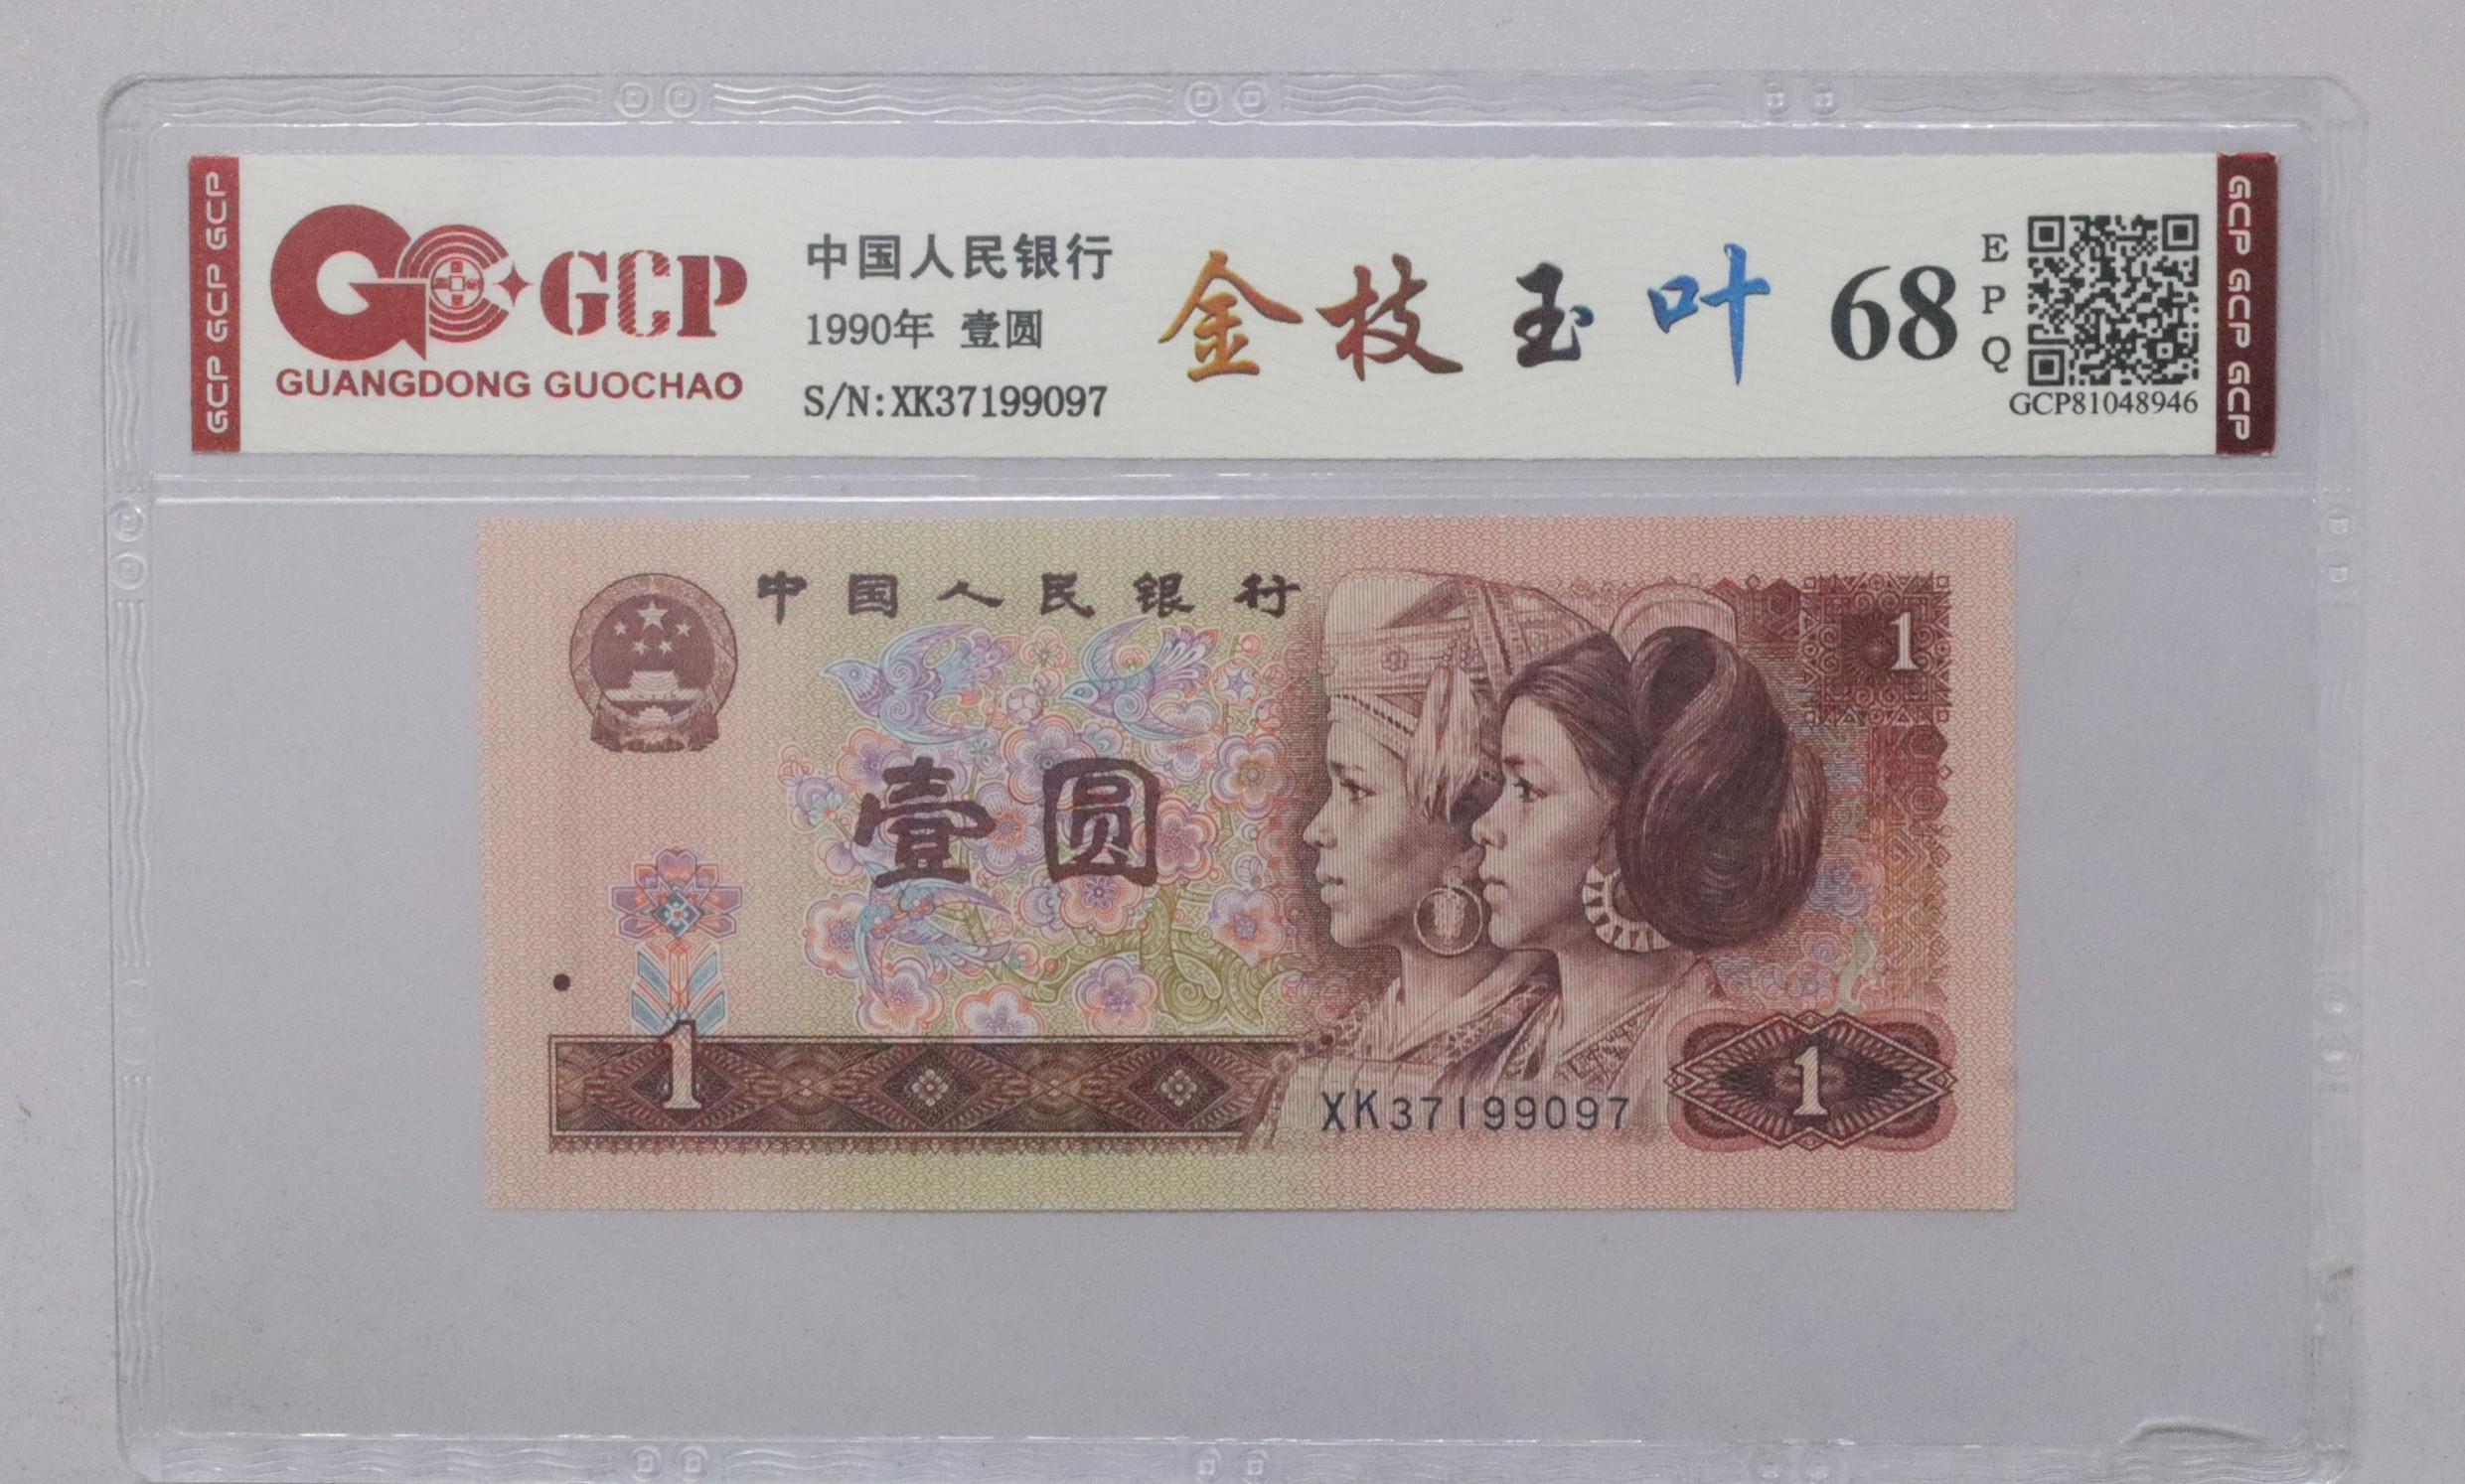 GCP GCP GCP
GCP
GUANGDONG GUOCHAO
中国人民银行
1990年 壹圆
S/N:XK37199097
金枝玉叶
68
EPQ
GCP81048946
GCP GCP GCP
中国人民银行
1
壹圆
1
XK37199097
1